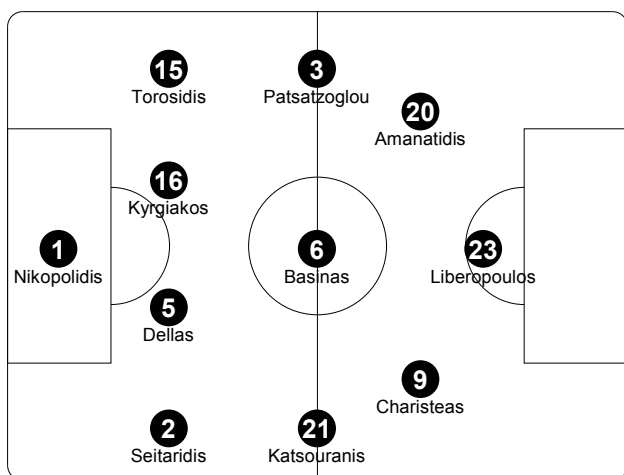 15
Torosidis
3
Patsatzoglou
20
Amanatidis
16
Kyrgiakos
1
Nikopolidis
6
Basinas
23
Liberopoulos
5
Dellas
9
Charisteas
2
Seitaridis
21
Katsouranis